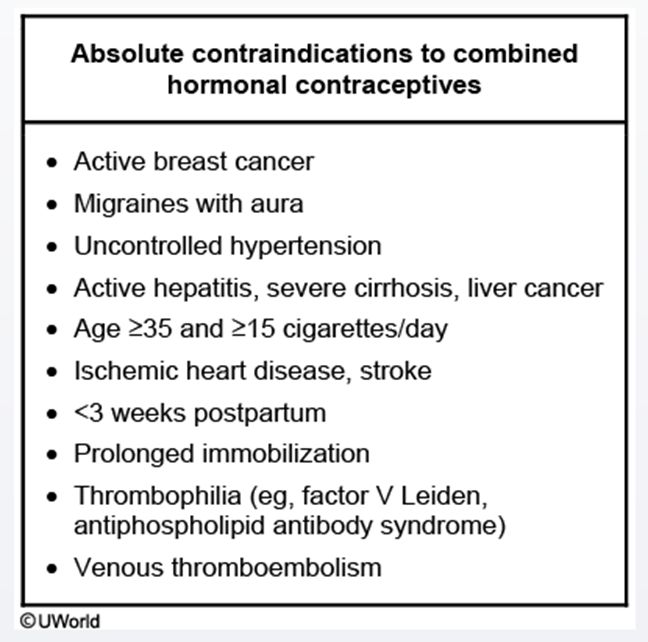 Absolute contraindications to combined
hormonal contraceptives
• Active breast cancer
• Migraines with aura
• Uncontrolled hypertension
• Active hepatitis, severe cirrhosis, liver cancer
• Age ≥35 and ≥15 cigarettes/day
• Ischemic heart disease, stroke
• <3 weeks postpartum
• Prolonged immobilization
• Thrombophilia (eg, factor V Leiden,
antiphospholipid antibody syndrome)
• Venous thromboembolism
©UWorld